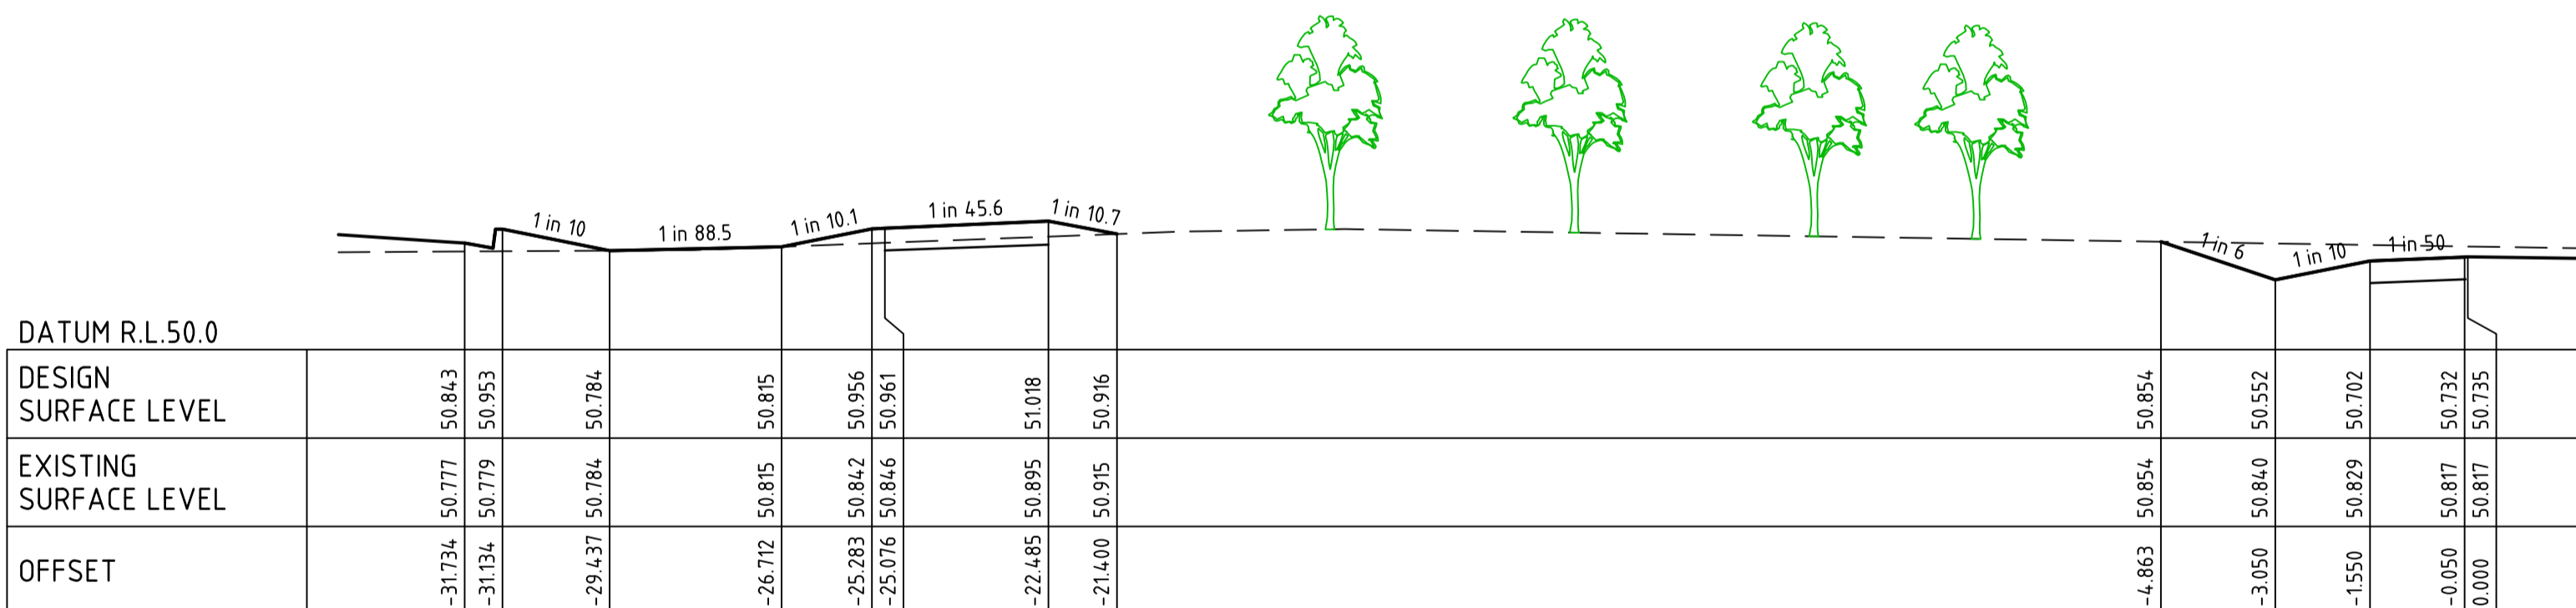 1 in 10
1 in 88.5
1 in 10.1
1 in 45.6
1 in 10.7
1 in 6
1 in 10
1 in 50
DATUM R.L.50.0
DESIGN
SURFACE LEVEL
50.843
50.953
50.784
50.815
50.956
50.961
51.018
50.916
50.854
50.552
50.702
50.732
50.735
EXISTING
SURFACE LEVEL
50.777
50.779
50.784
50.815
50.842
50.846
50.895
50.915
50.854
50.840
50.829
50.817
50.817
OFFSET
-31.734
-31.134
-29.437
-26.712
-25.283
-25.076
-22.485
-21.400
-4.863
-3.050
-1.550
-0.050
0.000